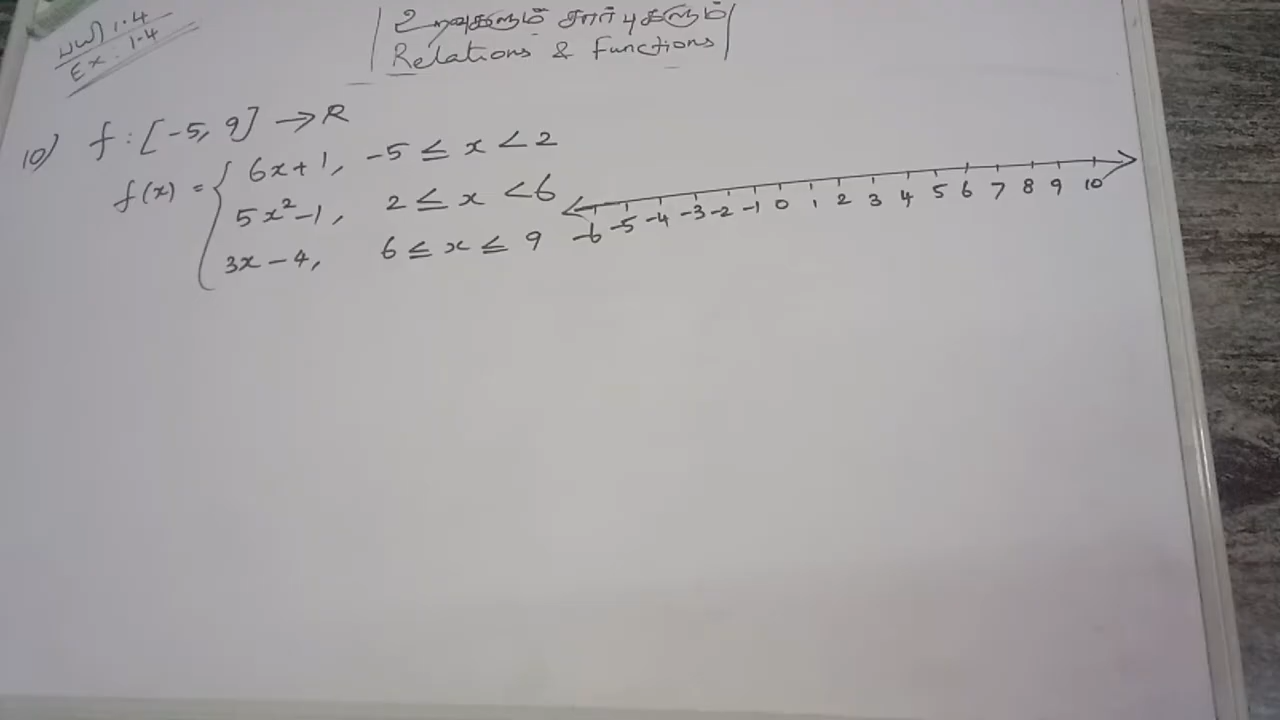 பயி 1.4
Ex: 1.4
உறவுகளும் சார்புகளும்
Relations & Functions
10) f : [-5, 9] → R
f(x) = { 6x+1, -5 ≤ x < 2
5x²-1, 2 ≤ x < 6
3x-4, 6 ≤ x ≤ 9
-6 -5 -4 -3 -2 -1 0 1 2 3 4 5 6 7 8 9 10